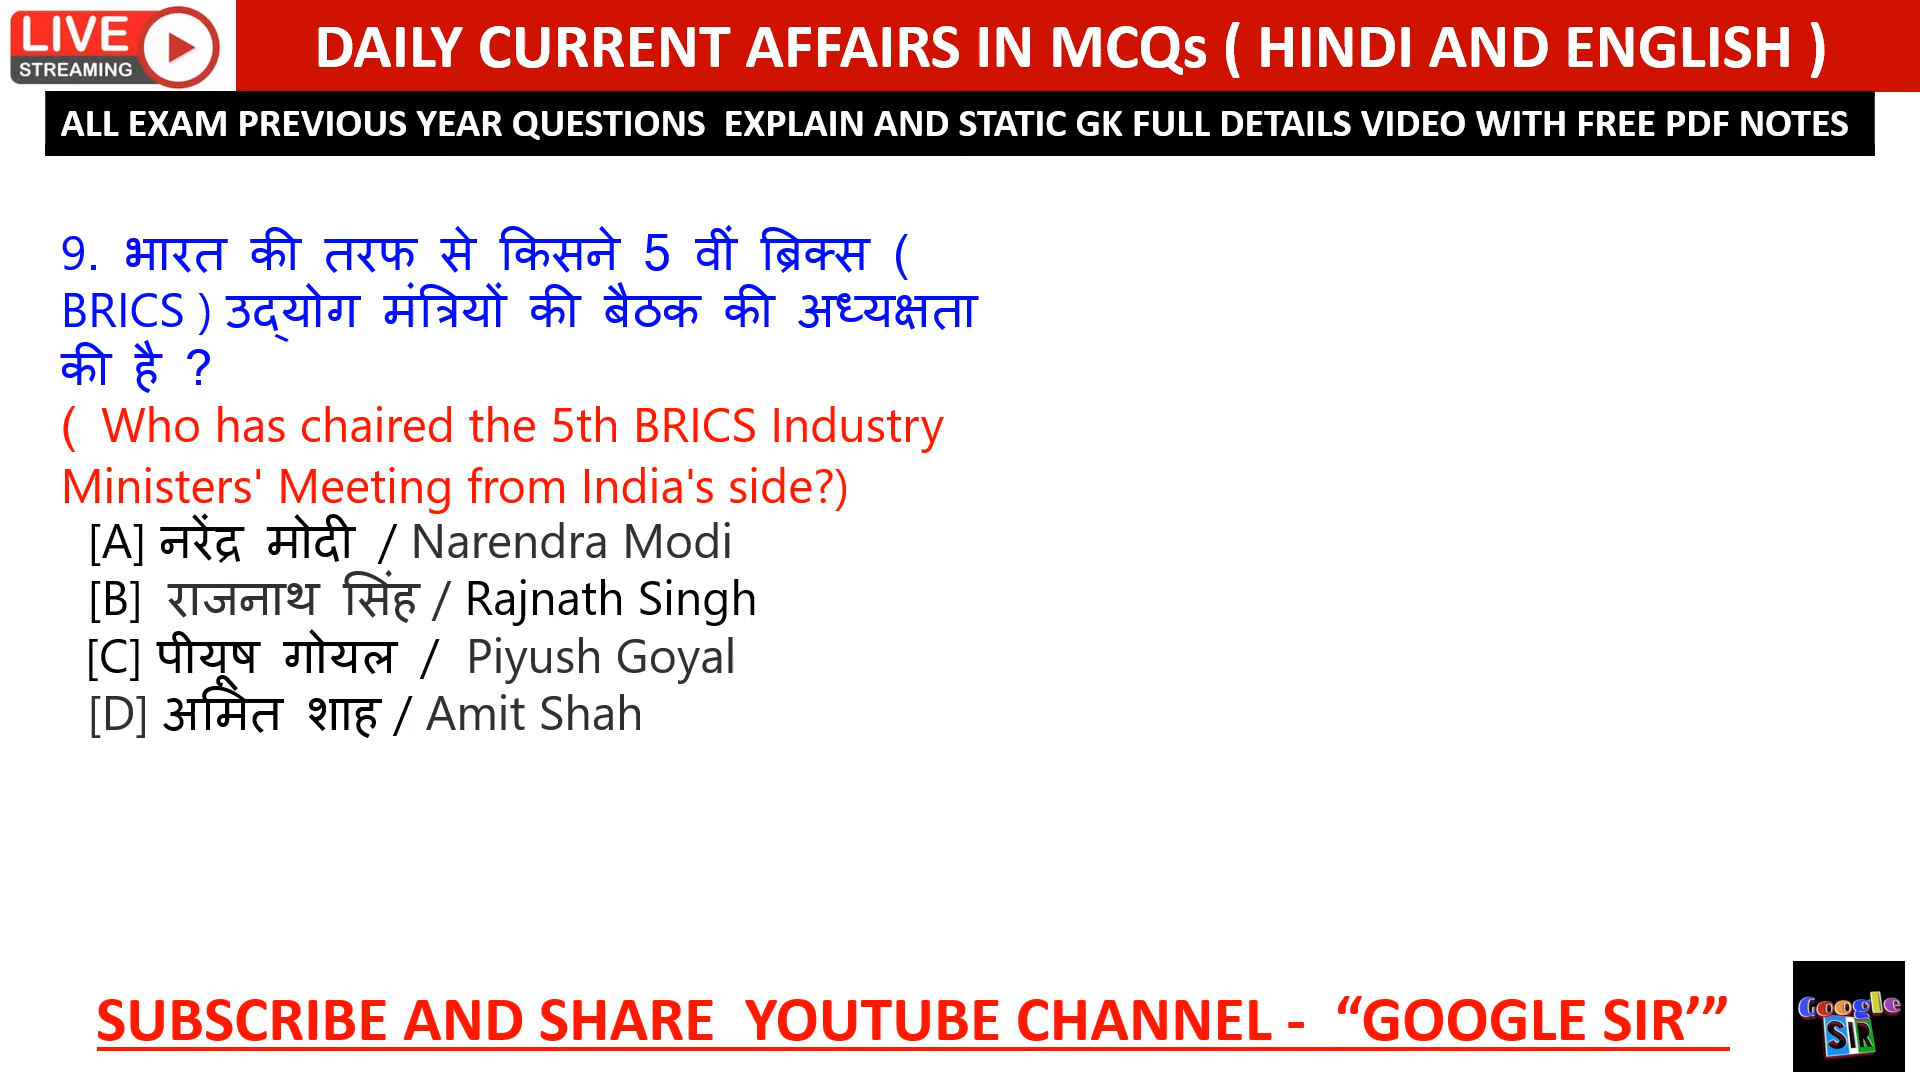 LIVE
STREAMING
DAILY CURRENT AFFAIRS IN MCQs ( HINDI AND ENGLISH )
ALL EXAM PREVIOUS YEAR QUESTIONS EXPLAIN AND STATIC GK FULL DETAILS VIDEO WITH FREE PDF NOTES
9. भारत की तरफ से किसने 5 वीं ब्रिक्स (
BRICS ) उद्योग मंत्रियों की बैठक की अध्यक्षता
की है ?
( Who has chaired the 5th BRICS Industry
Ministers' Meeting from India's side?)
[A] नरेंद्र मोदी / Narendra Modi
[B] राजनाथ सिंह / Rajnath Singh
[C] पीयूष गोयल / Piyush Goyal
[D] अमित शाह / Amit Shah
SUBSCRIBE AND SHARE YOUTUBE CHANNEL - “GOOGLE SIR’”
Google
SIR